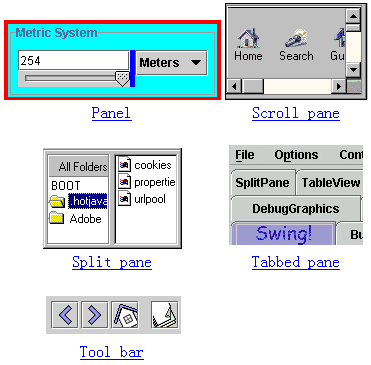 Metric System
254
Meters
Panel
Home Search Gu
Scroll pane
All Folders
BOOT
.hotjava
Adobe
cookies
propertie
urlpool
Split pane
File Options Cont
SplitPane TableView
DebugGraphics
Swing! Bu
Tabbed pane
Tool bar